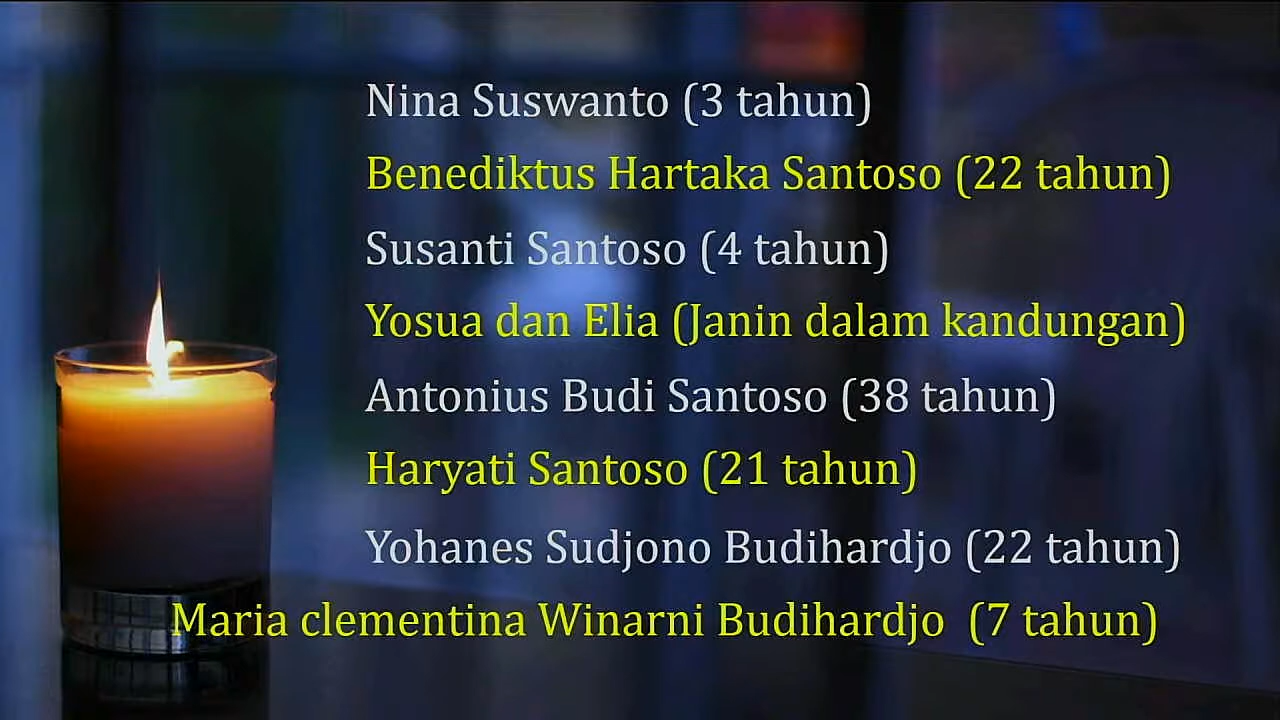 Nina Suswanto (3 tahun)
Benediktus Hartaka Santoso (22 tahun)
Susanti Santoso (4 tahun)
Yosua dan Elia (Janin dalam kandungan)
Antonius Budi Santoso (38 tahun)
Haryati Santoso (21 tahun)
Yohanes Sudjono Budihardjo (22 tahun)
Maria clementina Winarni Budihardjo (7 tahun)